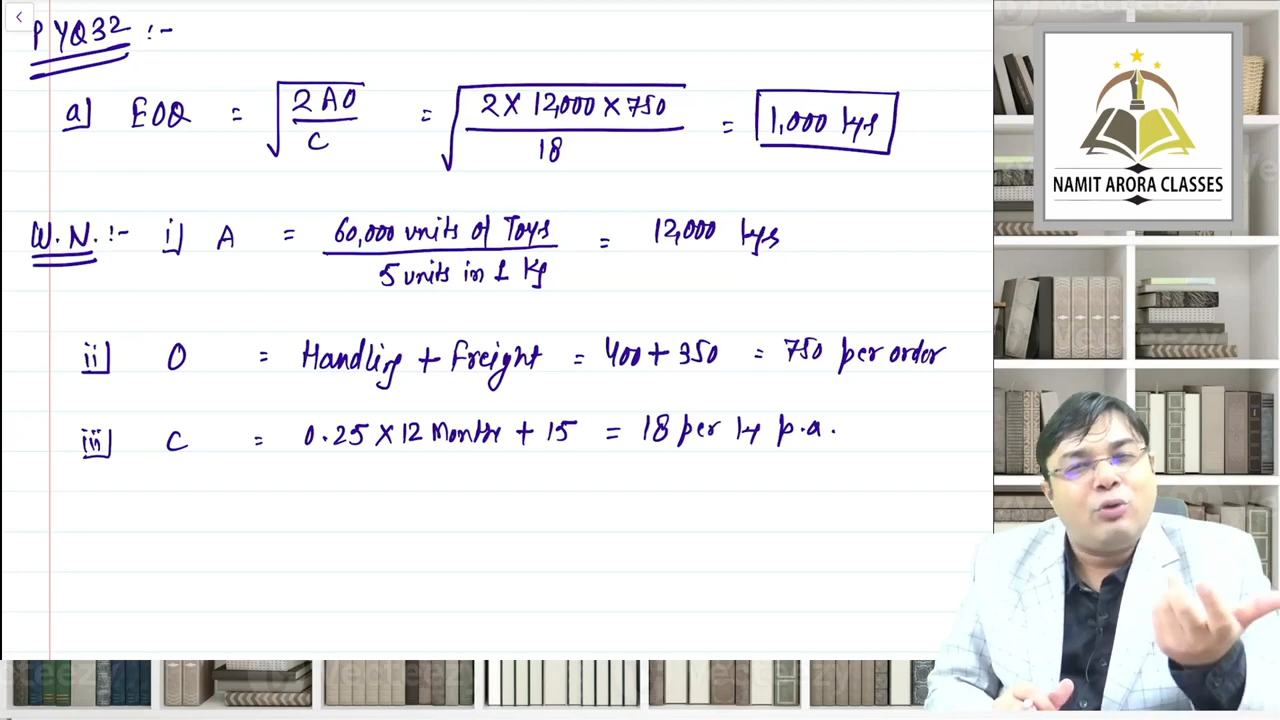 PYQ32 :-
a] EOQ = √(2AO / C) = √(2 × 12,000 × 750 / 18) = 1,000 kgs
W.N. :- i] A = 60,000 units of Toys / 5 units in 1 Kg = 12,000 kgs
ii] O = Handling + Freight = 400 + 350 = 750 per order
iii] C = 0.25 × 12 Months + 15 = 18 per kg p.a.
NAMIT ARORA CLASSES
Vecteezy